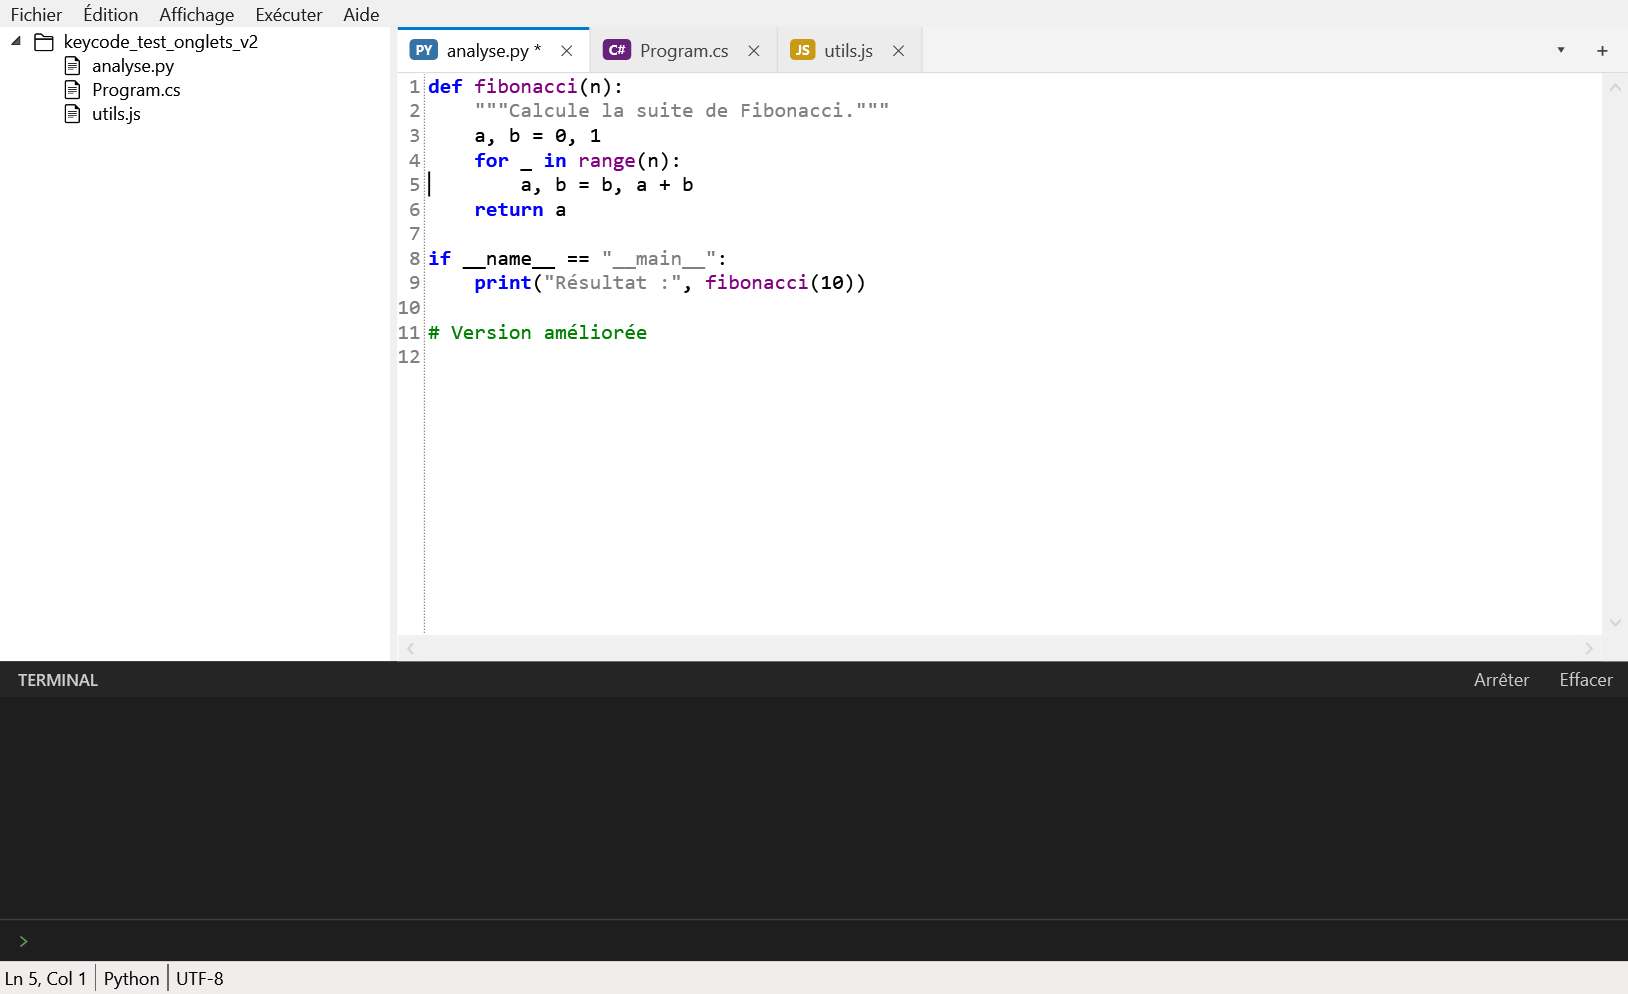 Fichier Édition Affichage Exécuter Aide
keycode_test_onglets_v2
analyse.py
Program.cs
utils.js
PY analyse.py * C# Program.cs JS utils.js +
1 def fibonacci(n):
2     """Calcule la suite de Fibonacci."""
3     a, b = 0, 1
4     for _ in range(n):
5         a, b = b, a + b
6     return a
7
8 if __name__ == "__main__":
9     print("Résultat :", fibonacci(10))
10
11 # Version améliorée
12
TERMINAL Arrêter Effacer
>
Ln 5, Col 1 Python UTF-8